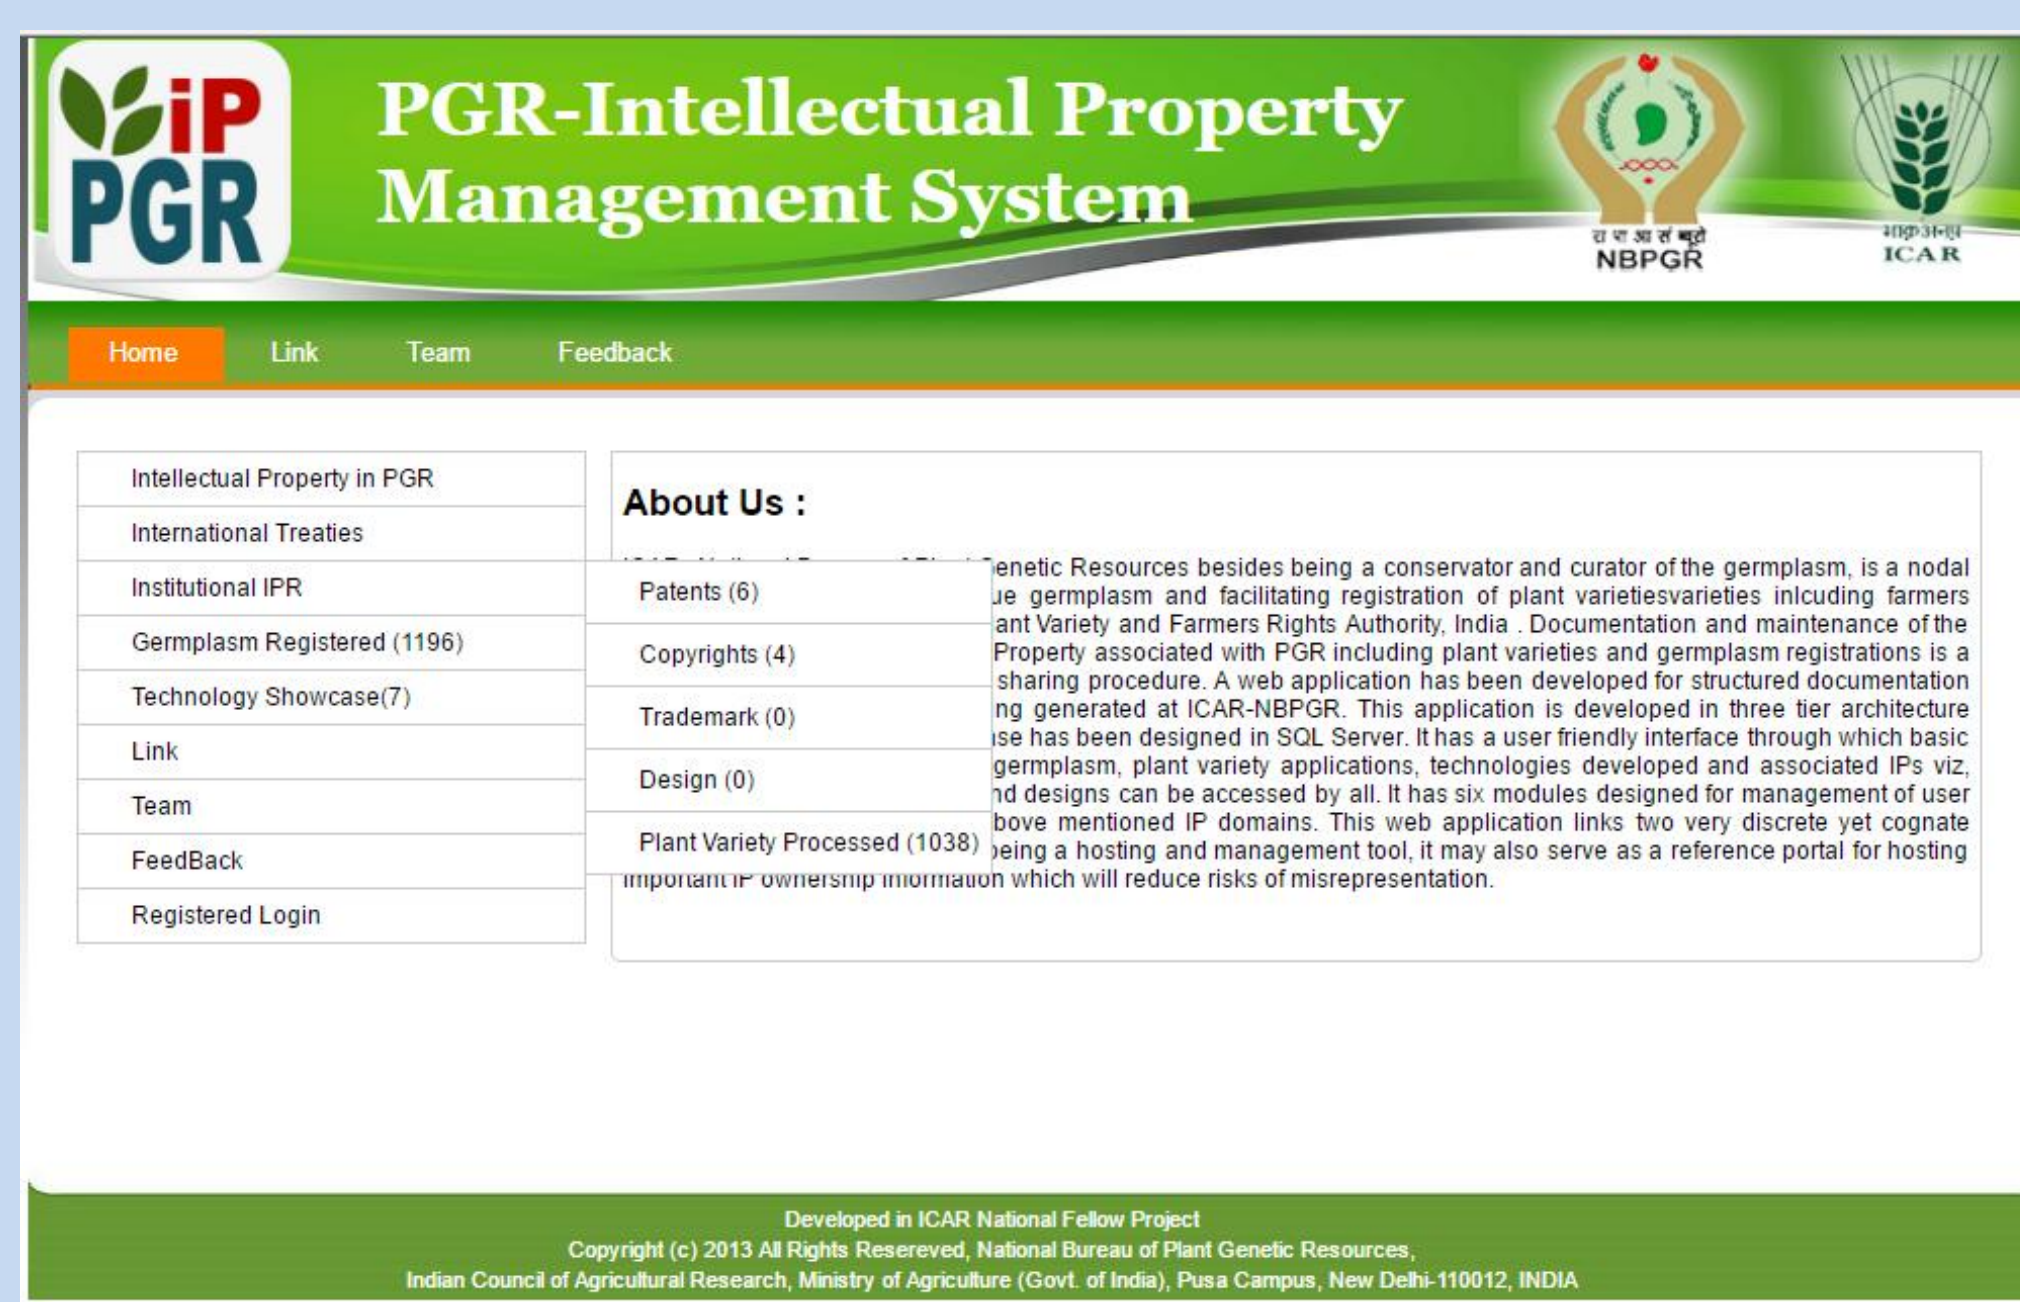 iP
PGR
PGR-Intellectual Property
Management System
रा पा आ सं ब्यूरो
NBPGR
भाकृअनुप
ICAR
Home Link Team Feedback
Intellectual Property in PGR
International Treaties
Institutional IPR
Germplasm Registered (1196)
Technology Showcase(7)
Link
Team
FeedBack
Registered Login
Patents (6)
Copyrights (4)
Trademark (0)
Design (0)
Plant Variety Processed (1038)
About Us :
Resources besides being a conservator and curator of the germplasm, is a nodal
germplasm and facilitating registration of plant varietiesvarieties inlcuding farmers
Variety and Farmers Rights Authority, India . Documentation and maintenance of the
Property associated with PGR including plant varieties and germplasm registrations is a
sharing procedure. A web application has been developed for structured documentation
generated at ICAR-NBPGR. This application is developed in three tier architecture
has been designed in SQL Server. It has a user friendly interface through which basic
germplasm, plant variety applications, technologies developed and associated IPs viz,
designs can be accessed by all. It has six modules designed for management of user
mentioned IP domains. This web application links two very discrete yet cognate
being a hosting and management tool, it may also serve as a reference portal for hosting
important IP ownership information which will reduce risks of misrepresentation.
Developed in ICAR National Fellow Project
Copyright (c) 2013 All Rights Resereved, National Bureau of Plant Genetic Resources,
Indian Council of Agricultural Research, Ministry of Agriculture (Govt. of India), Pusa Campus, New Delhi-110012, INDIA